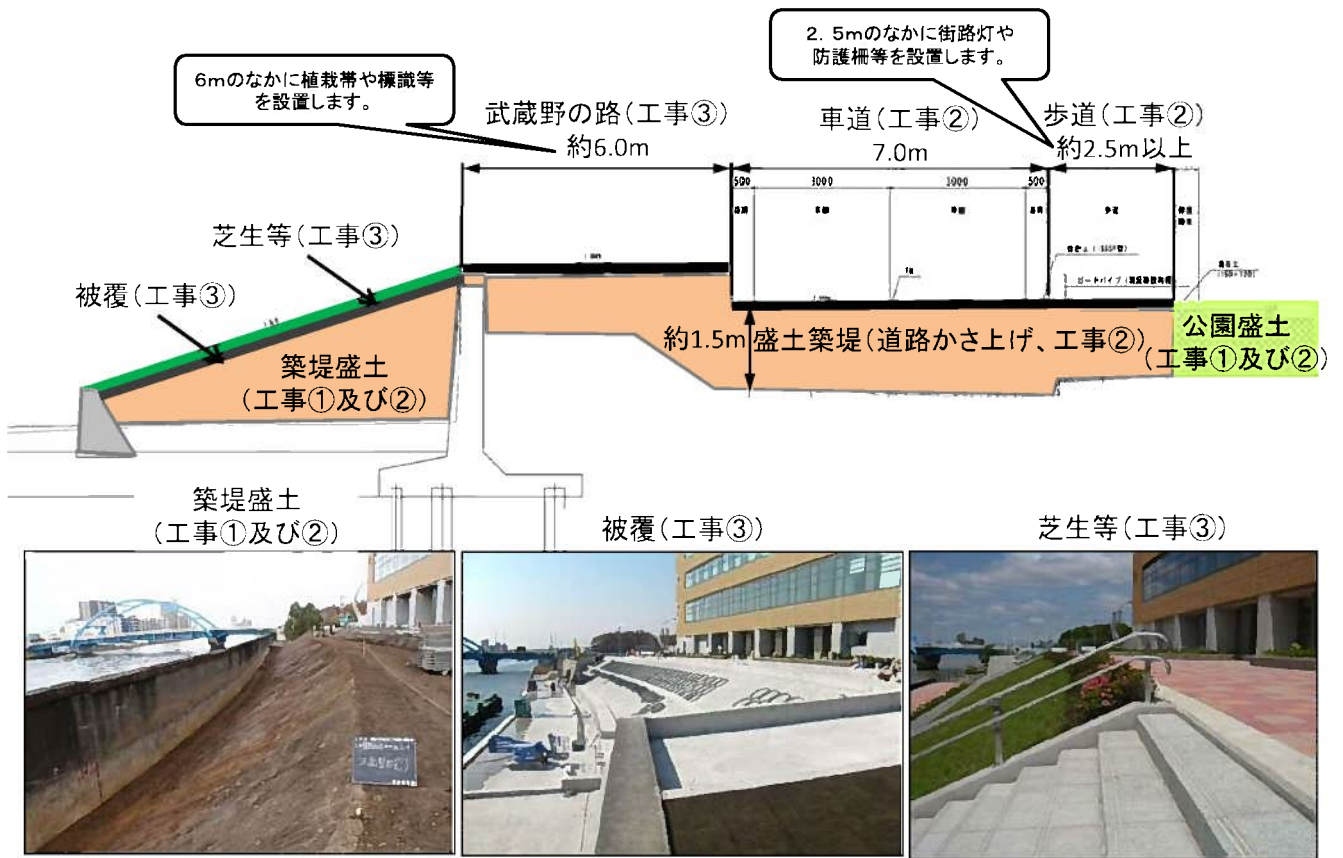 2．5mのなかに街路灯や
防護柵等を設置します。
6mのなかに植栽帯や標識等
を設置します。
武蔵野の路(工事③)
約6.0m
車道(工事②)
7.0m
歩道(工事②)
約2.5m以上
500
3000
3000
500
歩道
芝生等(工事③)
被覆(工事③)
築堤盛土
(工事①及び②)
約1.5m
盛土築堤(道路かさ上げ、工事②)
公園盛土
(工事①及び②)
築堤盛土
(工事①及び②)
被覆(工事③)
芝生等(工事③)